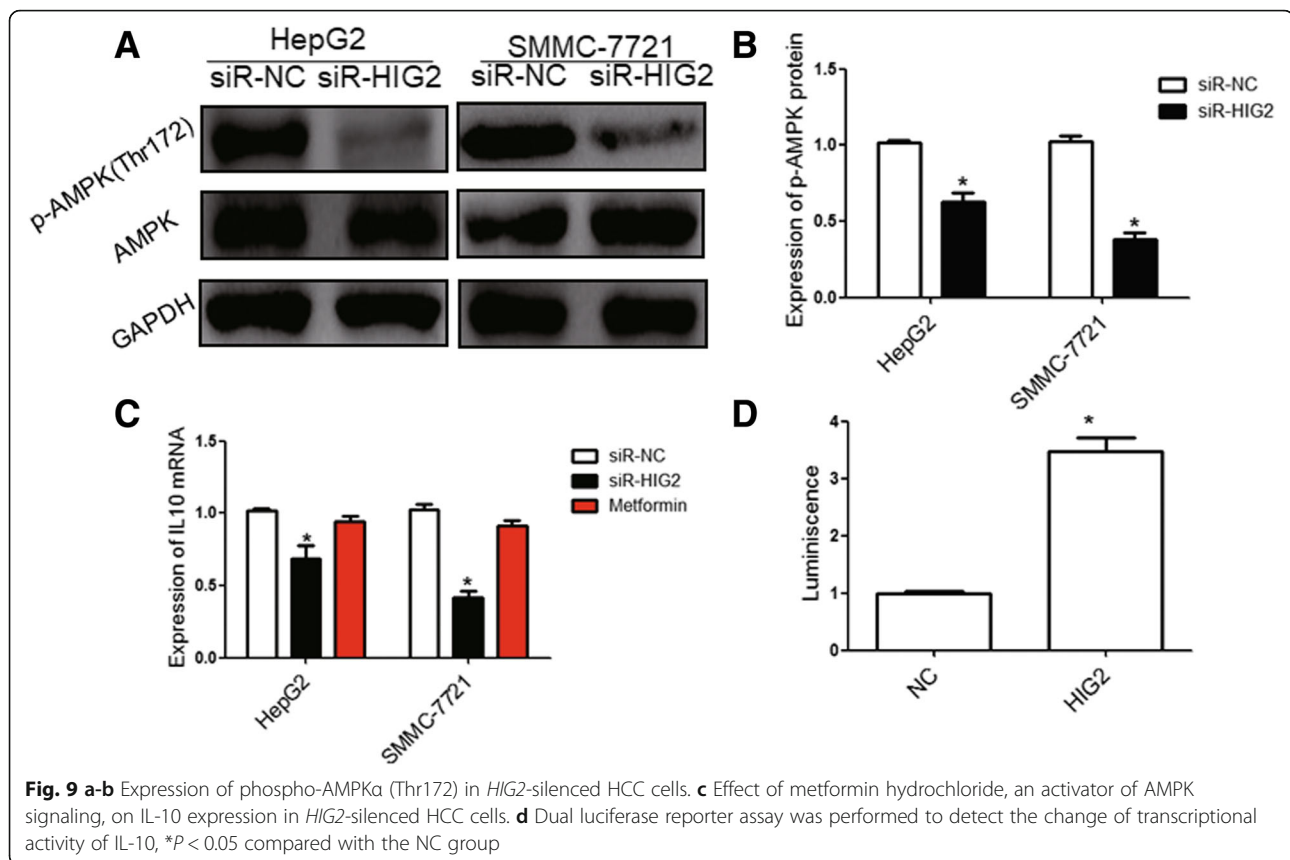 A
HepG2 SMMC-7721
siR-NC siR-HIG2 siR-NC siR-HIG2
p-AMPK(Thr172)
AMPK
GAPDH
B
Expression of p-AMPK protein
1.5
1.0
0.5
0.0
*
*
HepG2
SMMC-7721
siR-NC
siR-HIG2
C
Expression of IL10 mRNA
1.5
1.0
0.5
0.0
*
*
HepG2
SMMC-7721
siR-NC
siR-HIG2
Metformin
D
Luminiscence
4
3
2
1
0
*
NC
HIG2
Fig. 9 a-b Expression of phospho-AMPKα (Thr172) in HIG2-silenced HCC cells. c Effect of metformin hydrochloride, an activator of AMPK
signaling, on IL-10 expression in HIG2-silenced HCC cells. d Dual luciferase reporter assay was performed to detect the change of transcriptional
activity of IL-10, *P < 0.05 compared with the NC group